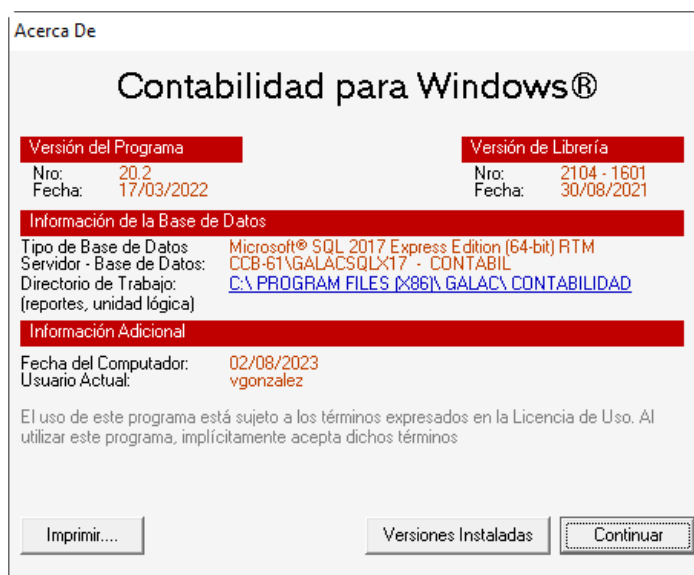 Acerca De
Contabilidad para Windows®
Versión del Programa
Versión de Librería
Nro: 20.2
Nro: 2104 - 1601
Fecha: 17/03/2022
Fecha: 30/08/2021
Información de la Base de Datos
Tipo de Base de Datos Microsoft® SQL 2017 Express Edition (64-bit) RTM
Servidor - Base de Datos: CCB-61\GALACSQLX17 - CONTABIL
Directorio de Trabajo: C:\ PROGRAM FILES (X86)\ GALAC\ CONTABILIDAD
(reportes, unidad lógica)
Información Adicional
Fecha del Computador: 02/08/2023
Usuario Actual: vgonzalez
El uso de este programa está sujeto a los términos expresados en la Licencia de Uso. Al
utilizar este programa, implícitamente acepta dichos términos
Imprimir.... Versiones Instaladas Continuar